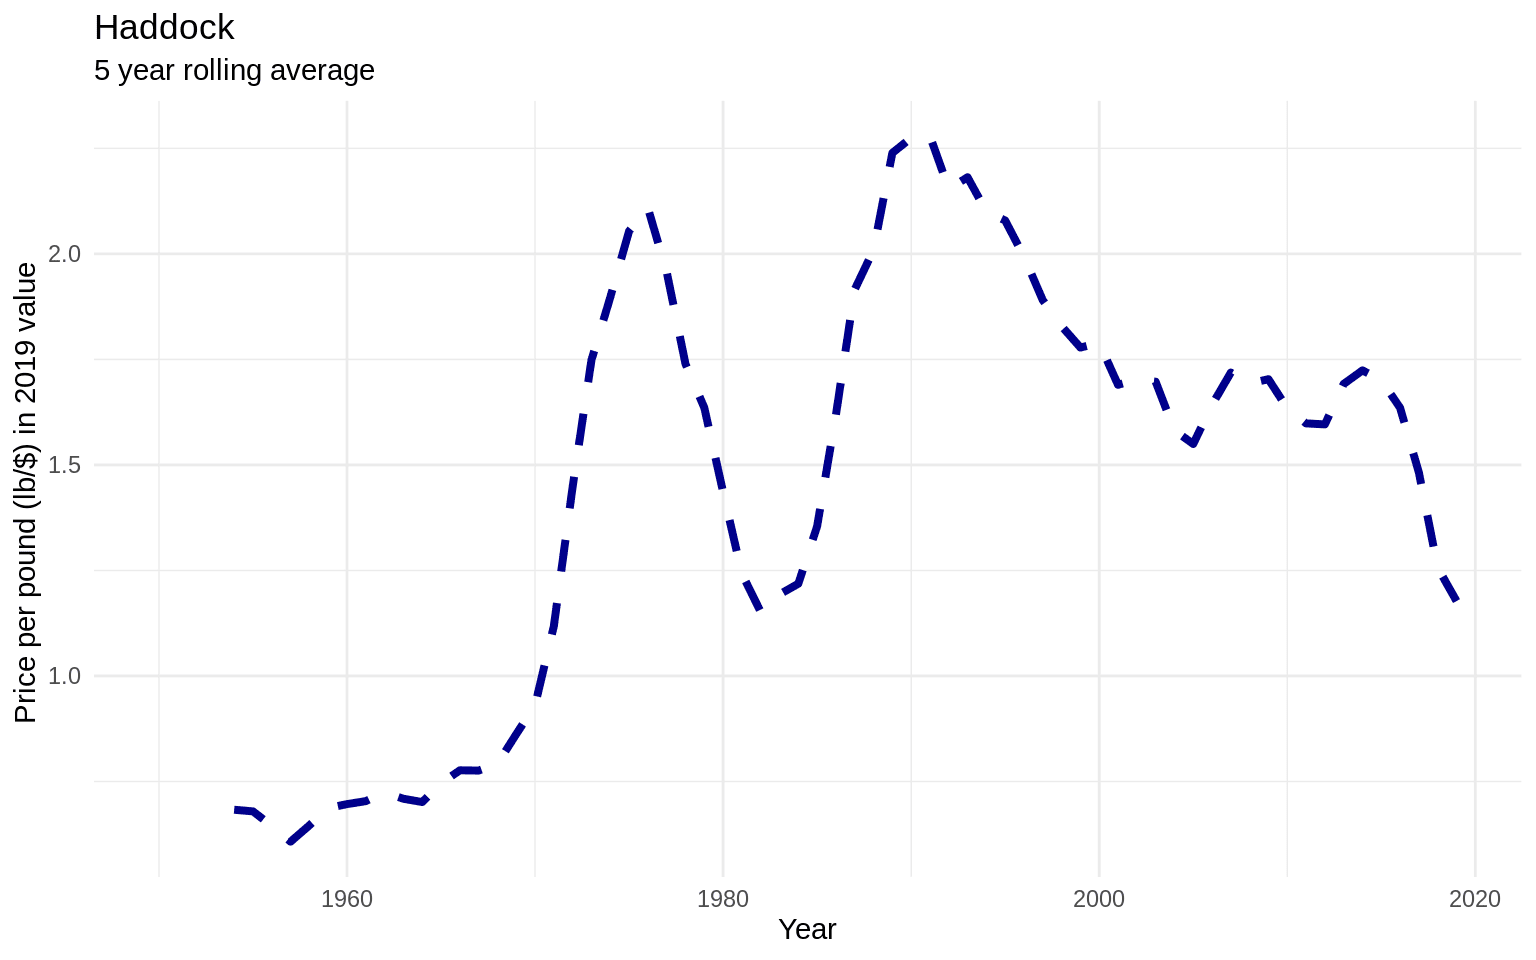 Haddock
5 year rolling average
Price per pound (lb/$) in 2019 value
2.0
1.5
1.0
1960
1980
2000
2020
Year